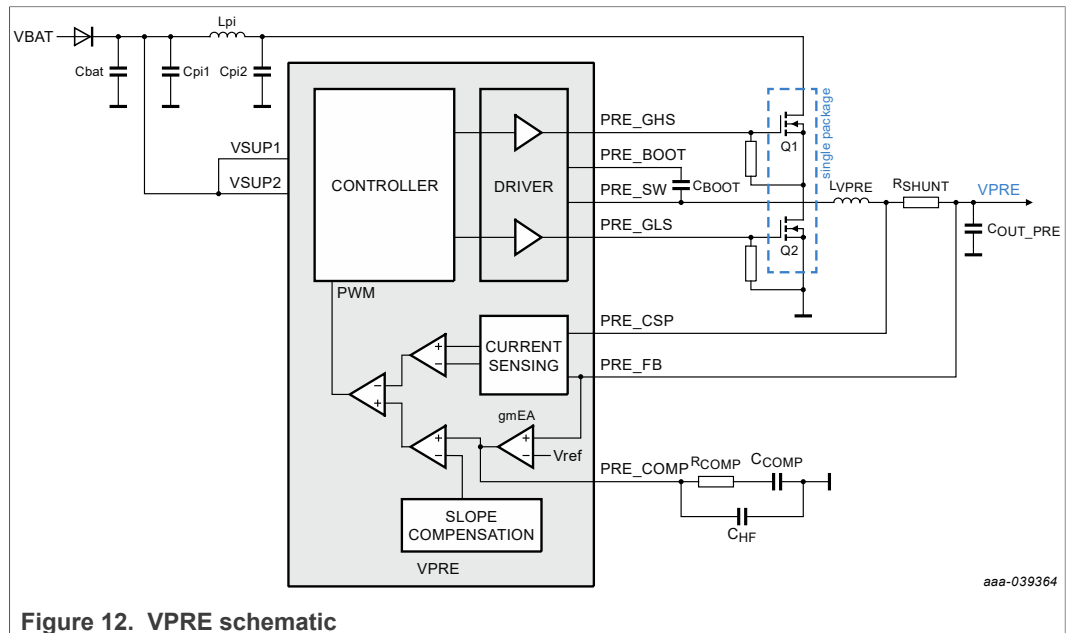 Lpi
VBAT
Cbat
Cpi1
Cpi2
VSUP1
VSUP2
CONTROLLER
DRIVER
PRE_GHS
PRE_BOOT
PRE_SW
PRE_GLS
CBOOT
Q1
Q2
single package
LVPRE
RSHUNT
VPRE
COUT_PRE
PWM
CURRENT
SENSING
PRE_CSP
PRE_FB
+
−
−
+
+
−
gmEA
+
−
Vref
PRE_COMP
RCOMP
CCOMP
CHF
SLOPE
COMPENSATION
VPRE
aaa-039364
Figure 12. VPRE schematic